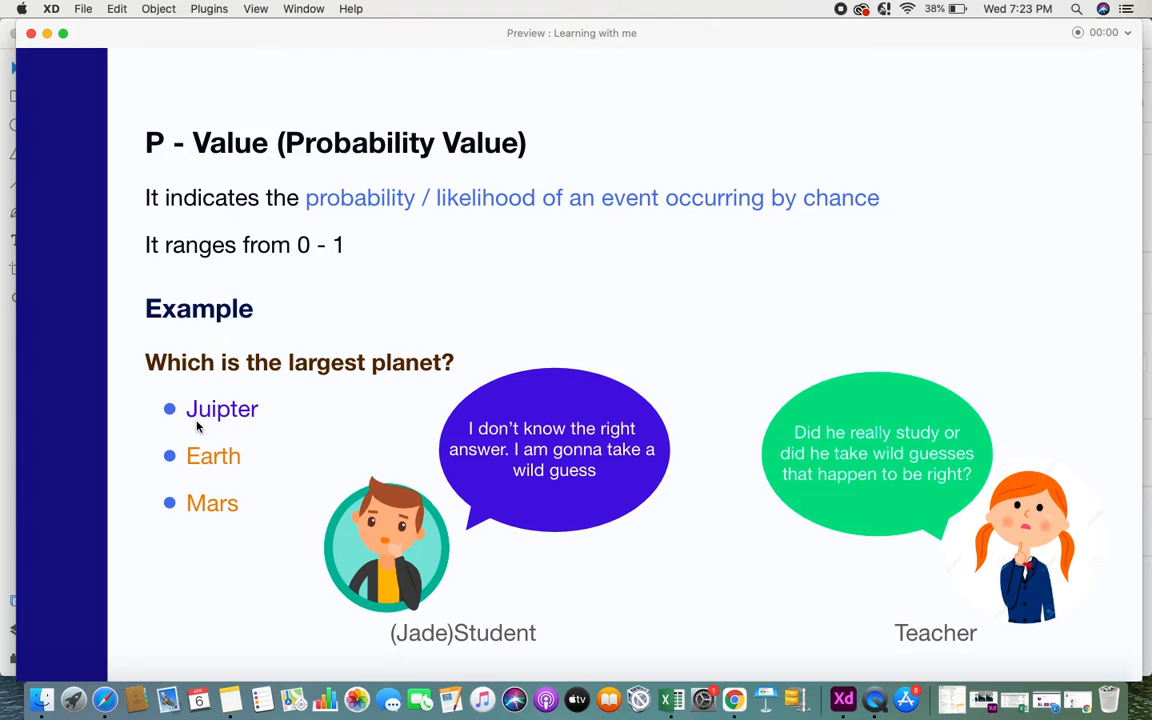 XD File Edit Object Plugins View Window Help 38% Wed 7:23 PM
Preview : Learning with me
00:00
P - Value (Probability Value)
It indicates the probability / likelihood of an event occurring by chance
It ranges from 0 - 1
Example
Which is the largest planet?
Juipter
Earth
Mars
I don't know the right
answer. I am gonna take a
wild guess
Did he really study or
did he take wild guesses
that happen to be right?
(Jade)Student
Teacher